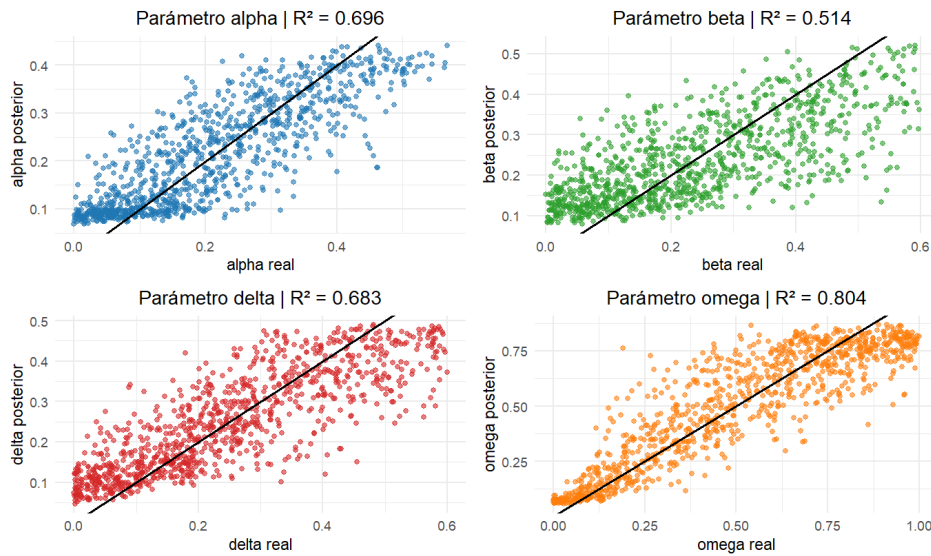 Parámetro alpha | R² = 0.696
alpha posterior
0.4
0.3
0.2
0.1
0.0
0.2
0.4
alpha real
Parámetro beta | R² = 0.514
beta posterior
0.5
0.4
0.3
0.2
0.1
0.0
0.2
0.4
0.6
beta real
Parámetro delta | R² = 0.683
delta posterior
0.5
0.4
0.3
0.2
0.1
0.0
0.2
0.4
0.6
delta real
Parámetro omega | R² = 0.804
omega posterior
0.75
0.50
0.25
0.00
0.25
0.50
0.75
1.00
omega real